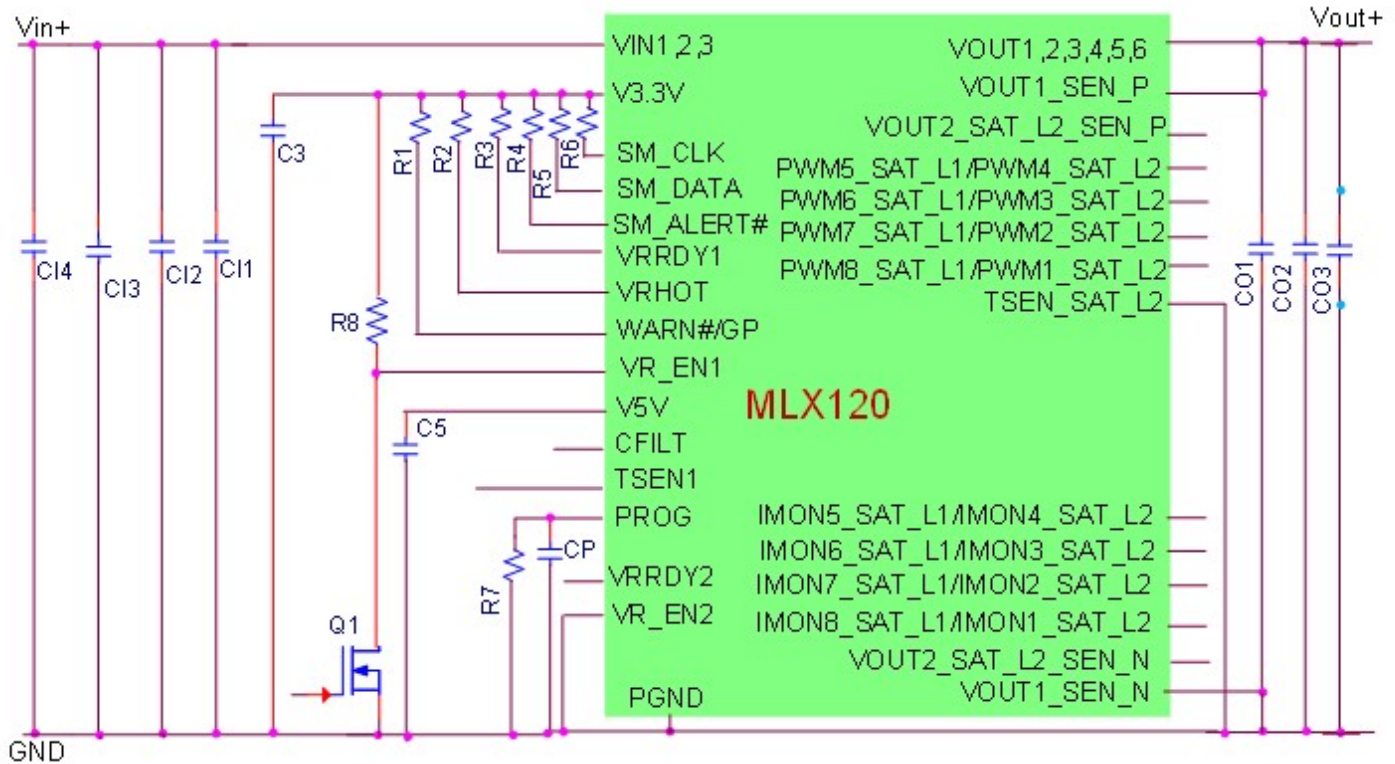 Vin+
Vout+
VIN1,2,3
VOUT1,2,3,4,5,6
V3.3V
VOUT1_SEN_P
C3
R1
R2
R3
R4
R5
R6
VOUT2_SAT_L2_SEN_P
SM_CLK
PWM5_SAT_L1/PWM4_SAT_L2
SM_DATA
PWM6_SAT_L1/PWM3_SAT_L2
SM_ALERT#
PWM7_SAT_L1/PWM2_SAT_L2
VRRDY1
PWM8_SAT_L1/PWM1_SAT_L2
CI4
CI3
CI2
CI1
CO1
CO2
CO3
VRHOT
TSEN_SAT_L2
R8
WARN#/GP
VR_EN1
MLX120
V5V
C5
CFILT
TSEN1
PROG
IMON5_SAT_L1/IMON4_SAT_L2
CP
IMON6_SAT_L1/IMON3_SAT_L2
R7
VRRDY2
IMON7_SAT_L1/IMON2_SAT_L2
VR_EN2
IMON8_SAT_L1/IMON1_SAT_L2
Q1
VOUT2_SAT_L2_SEN_N
PGND
VOUT1_SEN_N
GND